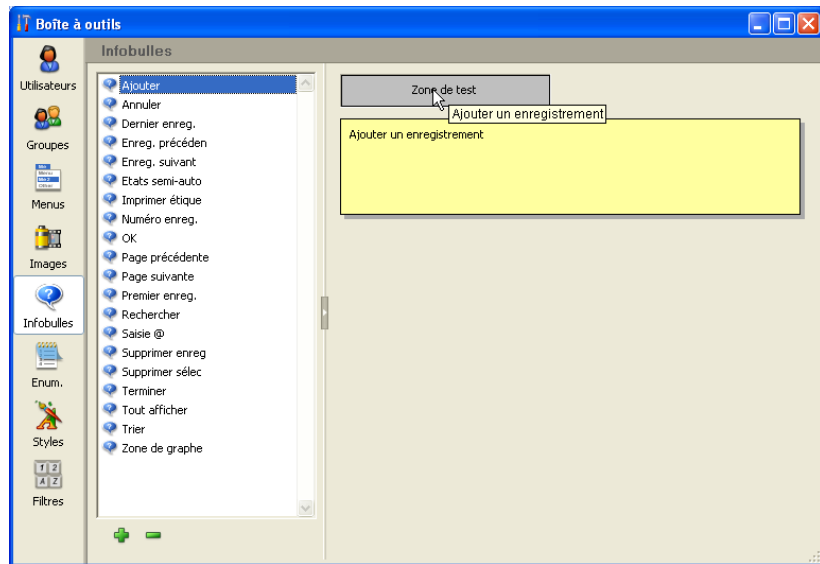 Boîte à outils
Infobulles
Utilisateurs
Groupes
Menus
Images
Infobulles
Enum.
Styles
Filtres
Ajouter
Annuler
Dernier enreg.
Enreg. précéden
Enreg. suivant
Etats semi-auto
Imprimer étique
Numéro enreg.
OK
Page précédente
Page suivante
Premier enreg.
Rechercher
Saisie @
Supprimer enreg
Supprimer sélec
Terminer
Tout afficher
Trier
Zone de graphe
Zone de test
Ajouter un enregistrement
Ajouter un enregistrement